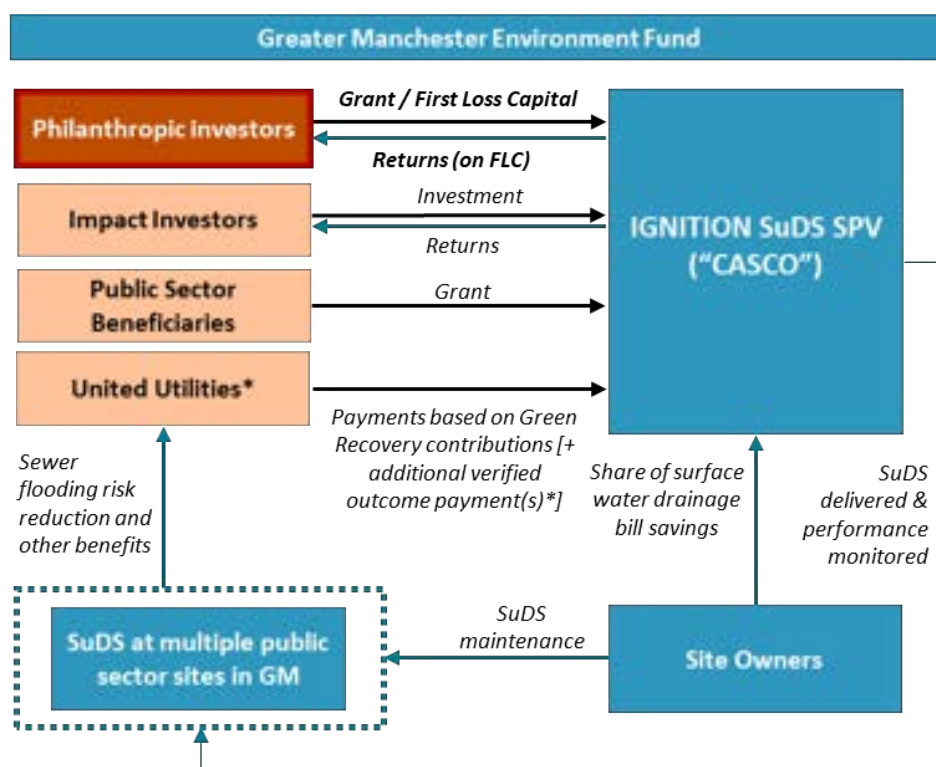 Greater Manchester Environment Fund
Philanthropic Investors
Grant / First Loss Capital
Returns (on FLC)
Impact Investors
Investment
Returns
IGNITION SuDS SPV
("CASCO")
Public Sector
Beneficiaries
Grant
United Utilities*
Payments based on Green
Recovery contributions [+
additional verified
outcome payment(s)*]
Sewer
flooding risk
reduction and
other benefits
Share of surface
water drainage
bill savings
SuDS
delivered &
performance
monitored
SuDS at multiple public
sector sites in GM
SuDS
maintenance
Site Owners